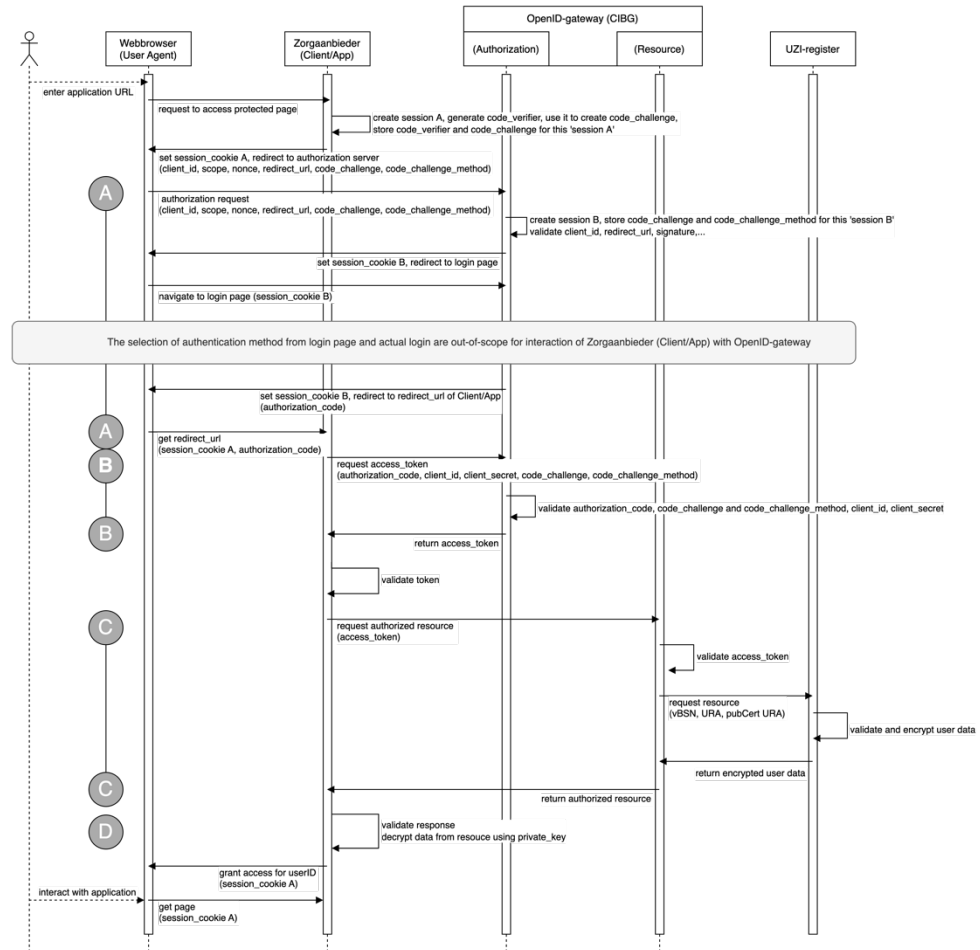 OpenID-gateway (CIBG)
Webbrowser
(User Agent)
Zorgaanbieder
(Client/App)
(Authorization)
(Resource)
UZI-register
enter application URL
request to access protected page
create session A, generate code_verifier, use it to create code_challenge,
store code_verifier and code_challenge for this 'session A'
set session_cookie A, redirect to authorization server
(client_id, scope, nonce, redirect_url, code_challenge, code_challenge_method)
A
authorization request
(client_id, scope, nonce, redirect_url, code_challenge, code_challenge_method)
create session B, store code_challenge and code_challenge_method for this 'session B'
validate client_id, redirect_url, signature,...
set session_cookie B, redirect to login page
navigate to login page (session_cookie B)
The selection of authentication method from login page and actual login are out-of-scope for interaction of Zorgaanbieder (Client/App) with OpenID-gateway
set session_cookie B, redirect to redirect_url of Client/App
(authorization_code)
A
get redirect_url
(session_cookie A, authorization_code)
B
request access_token
(authorization_code, client_id, client_secret, code_challenge, code_challenge_method)
validate authorization_code, code_challenge and code_challenge_method, client_id, client_secret
B
return access_token
validate token
C
request authorized resource
(access_token)
validate access_token
request resource
(vBSN, URA, pubCert URA)
validate and encrypt user data
return encrypted user data
C
return authorized resource
D
validate response
decrypt data from resouce using private_key
grant access for userID
(session_cookie A)
interact with application
get page
(session_cookie A)